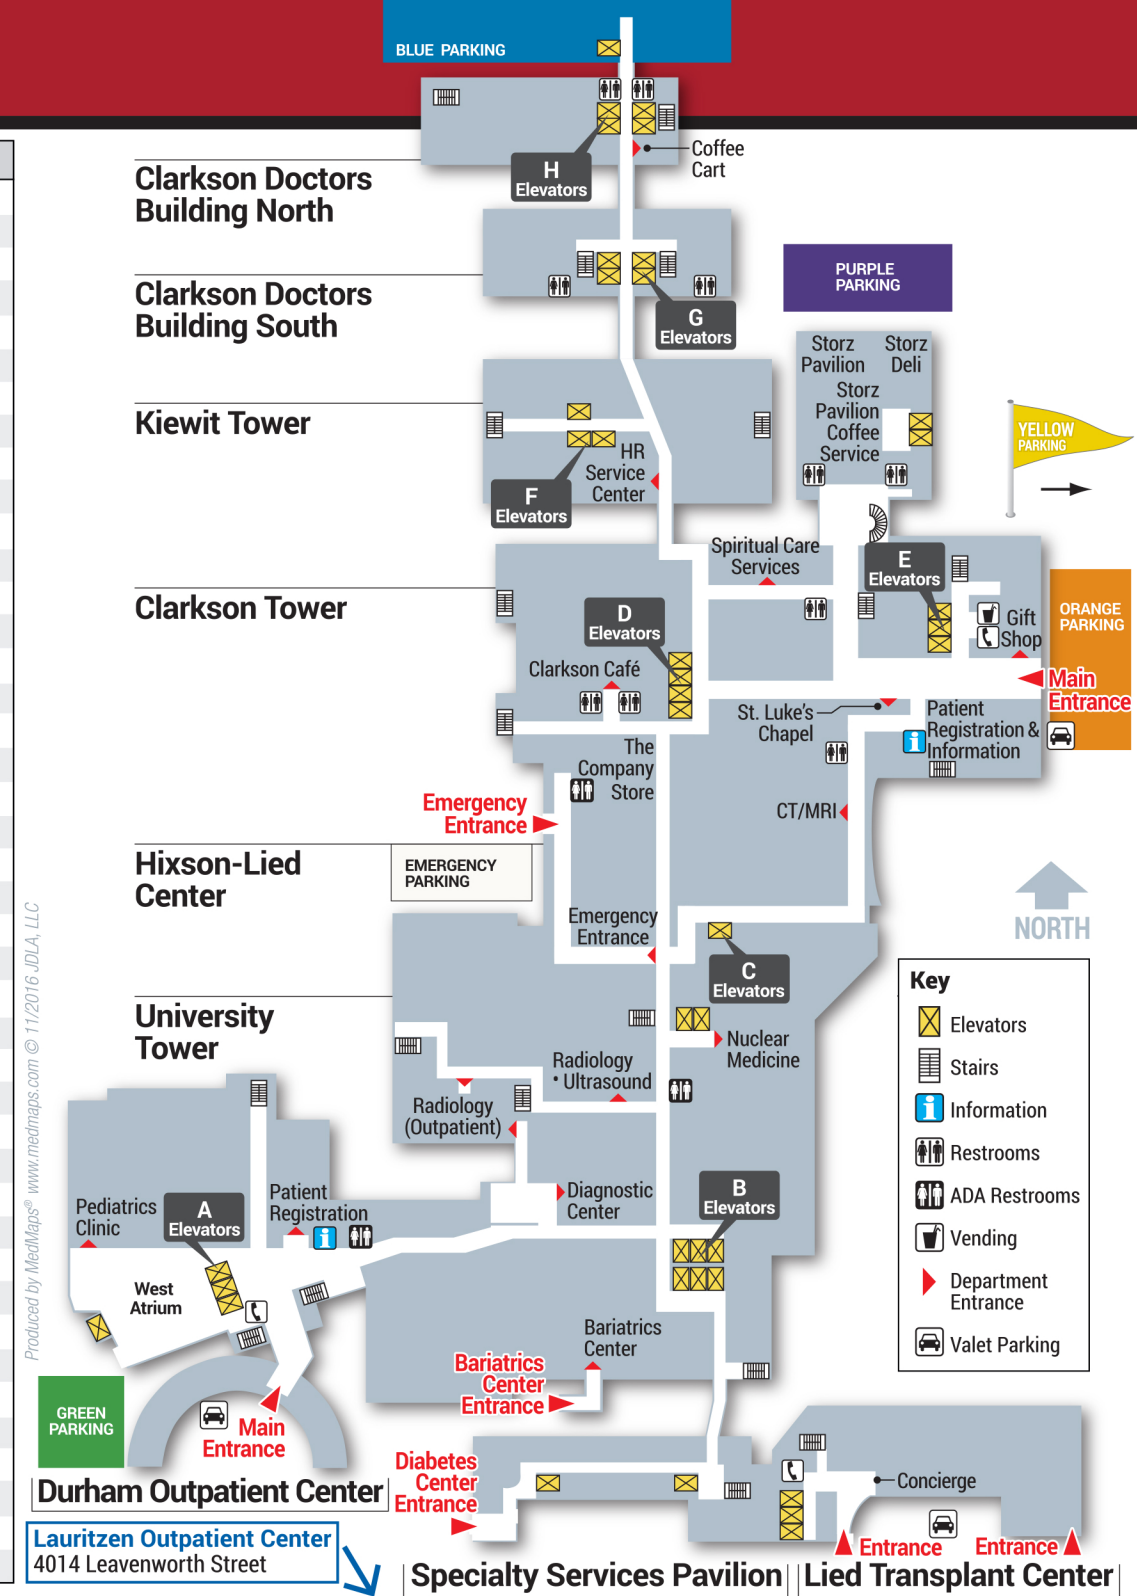 BLUE PARKING
Coffee
Cart
H
Elevators
Clarkson Doctors
Building North
Clarkson Doctors
Building South
G
Elevators
PURPLE
PARKING
Storz
Pavilion
Storz
Deli
Storz
Pavilion
Coffee
Service
YELLOW
PARKING
Kiewit Tower
HR
Service
Center
F
Elevators
Spiritual Care
Services
E
Elevators
Clarkson Tower
D
Elevators
ORANGE
PARKING
Gift
Shop
Clarkson Café
Main
Entrance
St. Luke's
Chapel
Patient
Registration &
Information
The
Company
Store
Emergency
Entrance
CT/MRI
Hixson-Lied
Center
EMERGENCY
PARKING
Emergency
Entrance
NORTH
C
Elevators
University
Tower
Nuclear
Medicine
Radiology
• Ultrasound
Radiology
(Outpatient)
Key
Elevators
Stairs
i Information
Restrooms
ADA Restrooms
Vending
Department
Entrance
Valet Parking
Diagnostic
Center
B
Elevators
Pediatrics
Clinic
A
Elevators
Patient
Registration
West
Atrium
Bariatrics
Center
Bariatrics
Center
Entrance
GREEN
PARKING
Main
Entrance
Durham Outpatient Center
Diabetes
Center
Entrance
Concierge
Entrance
Entrance
Lauritzen Outpatient Center
4014 Leavenworth Street
Specialty Services Pavilion
Lied Transplant Center
Produced by MedMaps® www.medmaps.com © 11/2016 JDLA, LLC